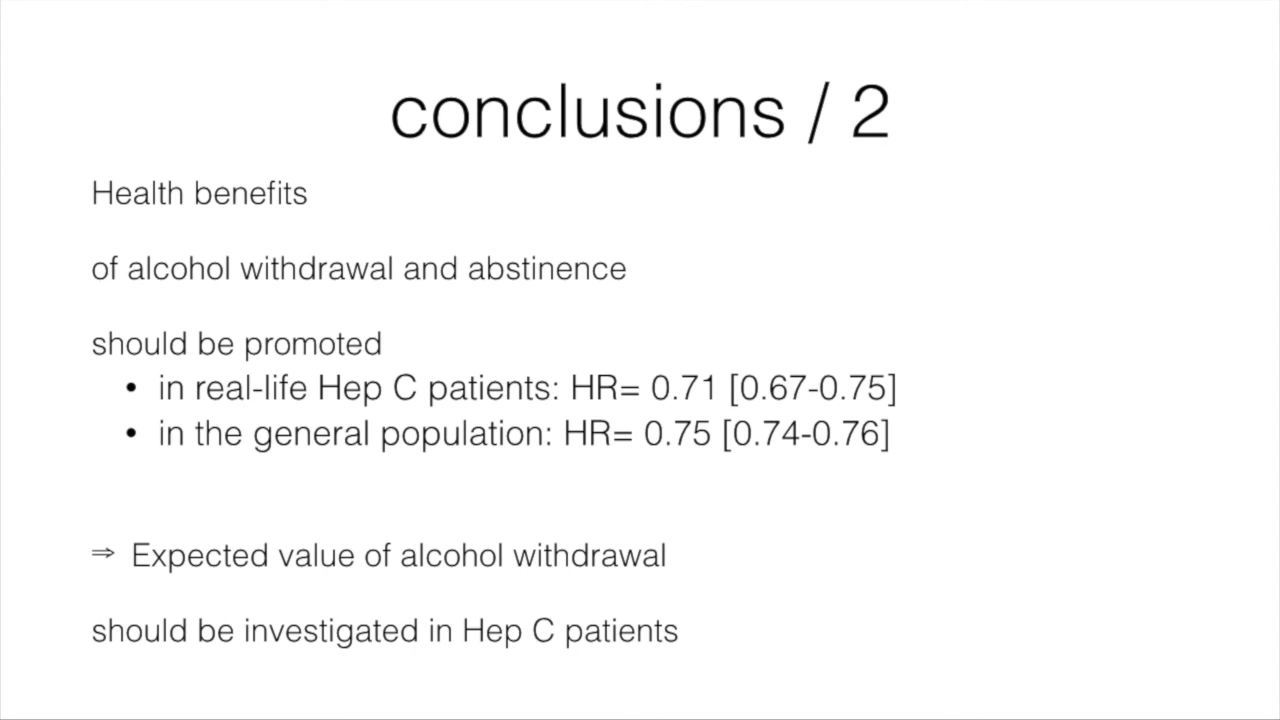 conclusions / 2
Health benefits
of alcohol withdrawal and abstinence
should be promoted
• in real-life Hep C patients: HR= 0.71 [0.67-0.75]
• in the general population: HR= 0.75 [0.74-0.76]
⇒ Expected value of alcohol withdrawal
should be investigated in Hep C patients